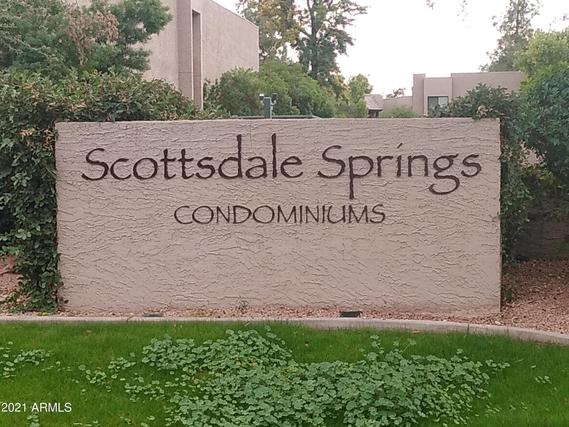 Scottsdale Springs
CONDOMINIUMS
2021 ARMLS